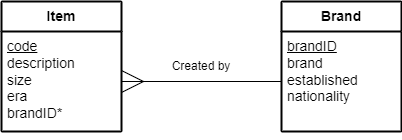 Item
code
description
size
era
brandID*
Created by
Brand
brandID
brand
established
nationality